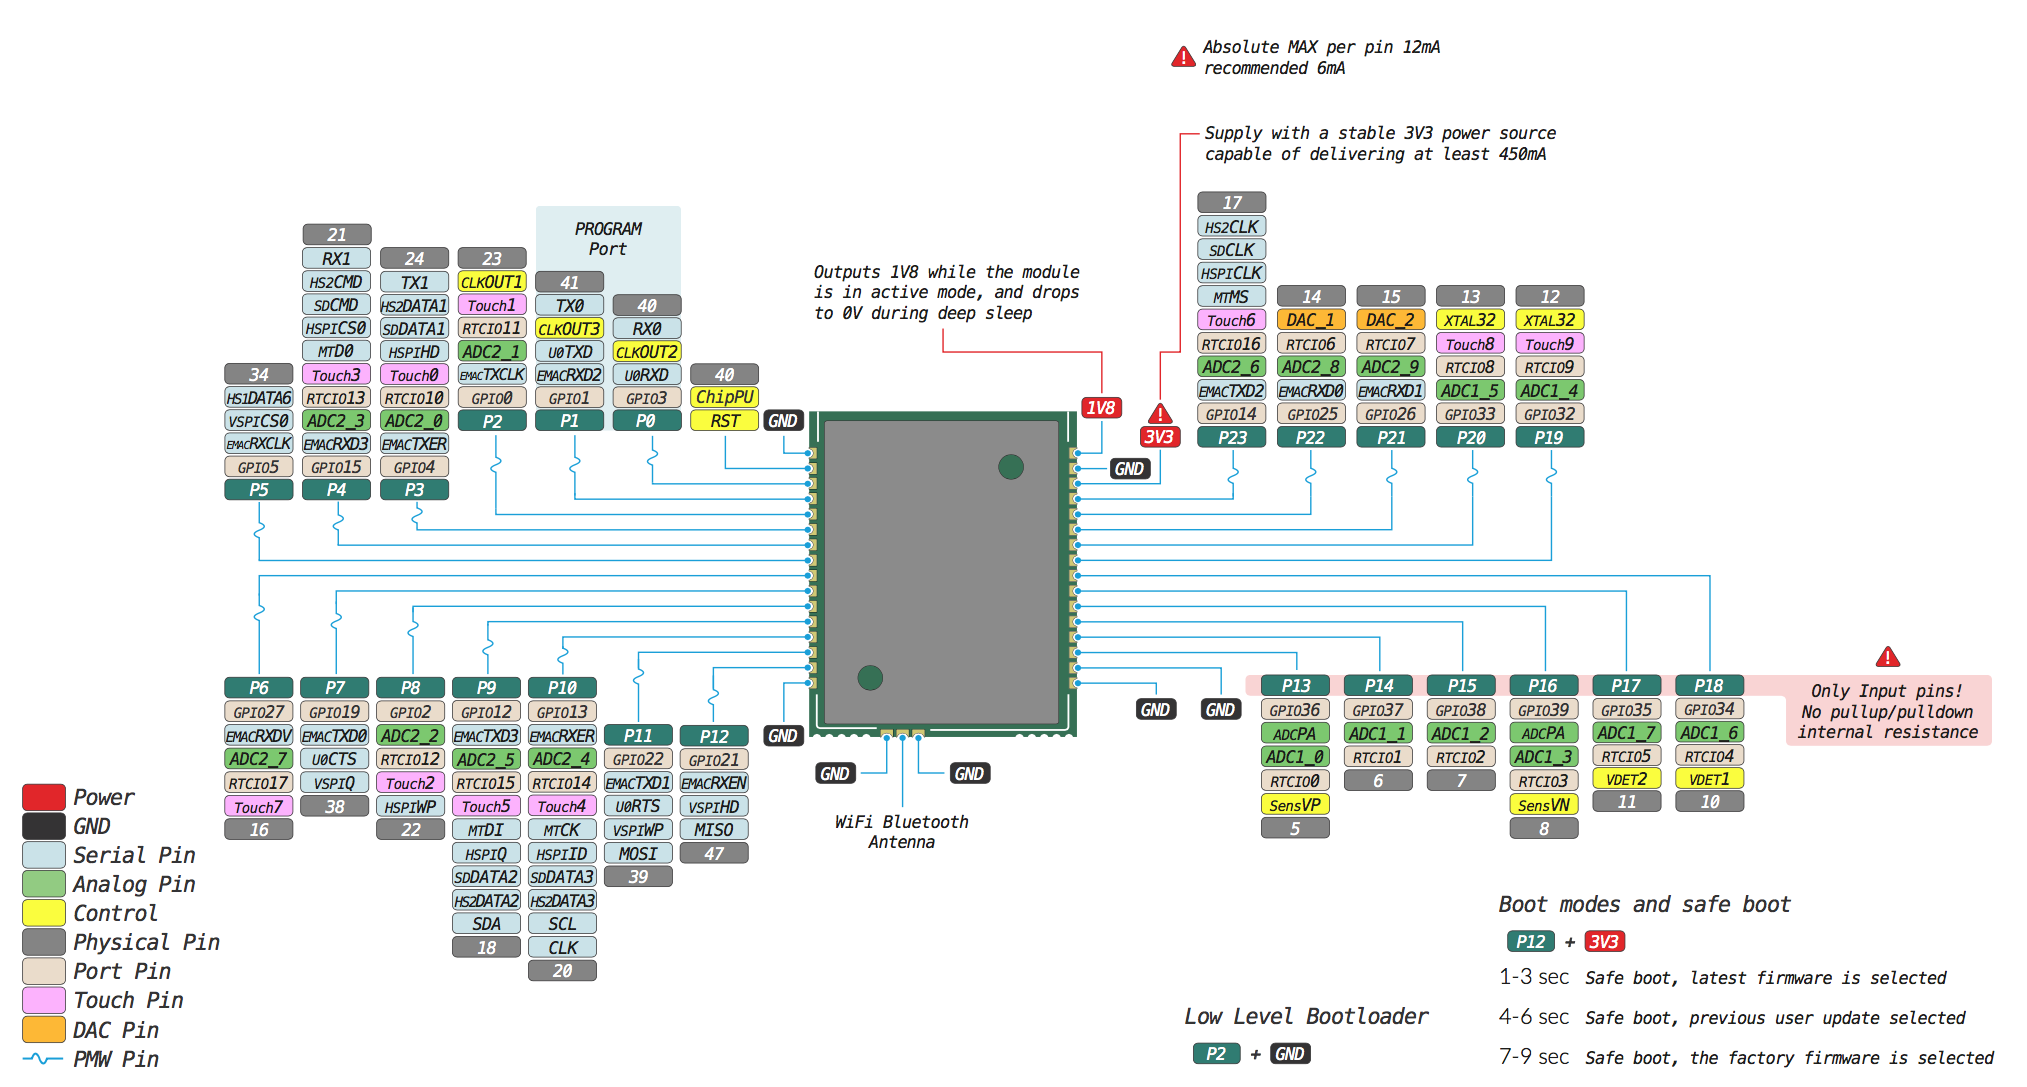 Absolute MAX per pin 12mA
recommended 6mA
Supply with a stable 3V3 power source
capable of delivering at least 450mA
PROGRAM
Port
Outputs 1V8 while the module
is in active mode, and drops
to 0V during deep sleep
34
HS1DATA6
VSPICS0
EMACRXCLK
GPIO5
P5
21
RX1
HS2CMD
SDCMD
HSPICS0
MTD0
Touch3
RTCIO13
ADC2_3
EMACRXD3
GPIO15
P4
24
TX1
HS2DATA1
SDDATA1
HSPIHD
Touch0
RTCIO10
ADC2_0
EMACTXER
GPIO4
P3
23
CLKOUT1
Touch1
RTCIO11
ADC2_1
EMACTXCLK
GPIO0
P2
41
TX0
CLKOUT3
U0TXD
EMACRXD2
GPIO1
P1
40
RX0
CLKOUT2
U0RXD
GPIO3
P0
40
ChipPU
RST
GND
1V8
GND
3V3
17
HS2CLK
SDCLK
HSPICLK
MTMS
Touch6
RTCIO16
ADC2_6
EMACTXD2
GPIO14
P23
14
DAC_1
RTCIO6
ADC2_8
EMACRXD0
GPIO25
P22
15
DAC_2
RTCIO7
ADC2_9
EMACRXD1
GPIO26
P21
13
XTAL32
Touch8
RTCIO8
ADC1_5
GPIO33
P20
12
XTAL32
Touch9
RTCIO9
ADC1_4
GPIO32
P19
P6
GPIO27
EMACRXDV
ADC2_7
RTCIO17
Touch7
16
P7
GPIO19
EMACTXD0
U0CTS
VSPIQ
38
P8
GPIO2
ADC2_2
RTCIO12
Touch2
HSPIWP
22
P9
GPIO12
EMACTXD3
ADC2_5
RTCIO15
Touch5
MTDI
HSPIQ
SDDATA2
HS2DATA2
SDA
18
P10
GPIO13
EMACRXER
ADC2_4
RTCIO14
Touch4
MTCK
HSPIID
SDDATA3
HS2DATA3
SCL
CLK
20
P11
GPIO22
EMACTXD1
U0RTS
VSPIWP
MOSI
39
P12
GPIO21
EMACRXEN
VSPIHD
MISO
47
GND
GND
GND
WiFi Bluetooth
Antenna
GND
GND
P13
GPIO36
ADCPA
ADC1_0
RTCIO0
SensVP
5
P14
GPIO37
ADC1_1
RTCIO1
6
P15
GPIO38
ADC1_2
RTCIO2
7
P16
GPIO39
ADCPA
ADC1_3
RTCIO3
SensVN
8
P17
GPIO35
ADC1_7
RTCIO5
VDET2
11
P18
GPIO34
ADC1_6
RTCIO4
VDET1
10
Only Input pins!
No pullup/pulldown
internal resistance
Power
GND
Serial Pin
Analog Pin
Control
Physical Pin
Port Pin
Touch Pin
DAC Pin
PMW Pin
Low Level Bootloader
P2 + GND
Boot modes and safe boot
P12 + 3V3
1-3 sec Safe boot, latest firmware is selected
4-6 sec Safe boot, previous user update selected
7-9 sec Safe boot, the factory firmware is selected